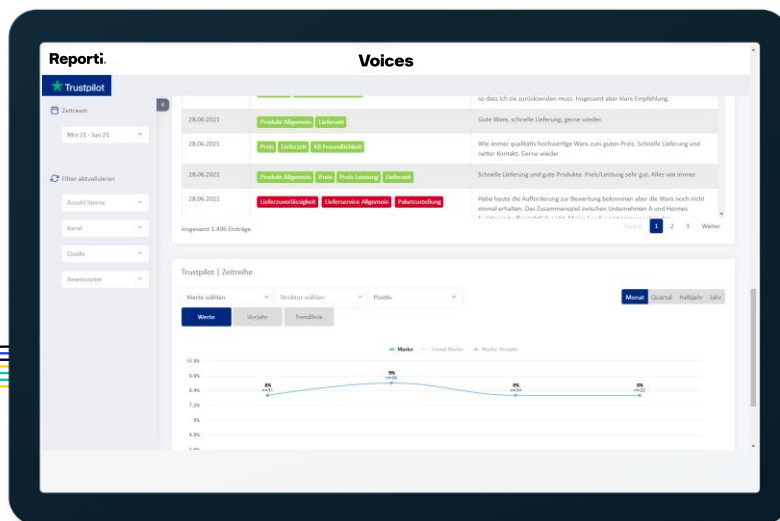 Reporti.
Voices
Trustpilot
Zeitraum
Mrz 21 - Jun 21
Filter aktualisieren
Anzahl Sterne
Kanal
Quelle
Beantwortet
so dass ich sie zurücksenden muss. Insgesamt aber klare Empfehlung.
28.06.2021 Produkt Allgemein Lieferzeit Gute Ware, schnelle Lieferung, gerne wieder.
28.06.2021 Preis Lieferzeit KB Freundlichkeit Wie immer qualitativ hochwertige Ware zum guten Preis. Schnelle Lieferung und
netter Kontakt. Gerne wieder
28.06.2021 Produkt Allgemein Preis Preis-Leistung Lieferzeit Schnelle Lieferung und gute Produkte. Preis/Leistung sehr gut. Alles wie immer
28.06.2021 Lieferzuverlässigkeit Lieferservice Allgemein Paketzustellung Habe heute die Aufforderung zur Bewertung bekommen aber die Ware noch nicht
einmal erhalten. Das Zusammenspiel zwischen Unternehmen A und Hermes
Insgesamt 1.496 Einträge
1 2 3 Weiter
Trustpilot | Zeitreihe
Werte wählen Struktur wählen Positiv
Monat Quartal Halbjahr Jahr
Werte Vorjahr Trendlinie
Marke Trend Marke Marke Vorjahr
10.8%
9.6%
8.4%
7.2%
6%
4.8%
8%
9%
8%
8%